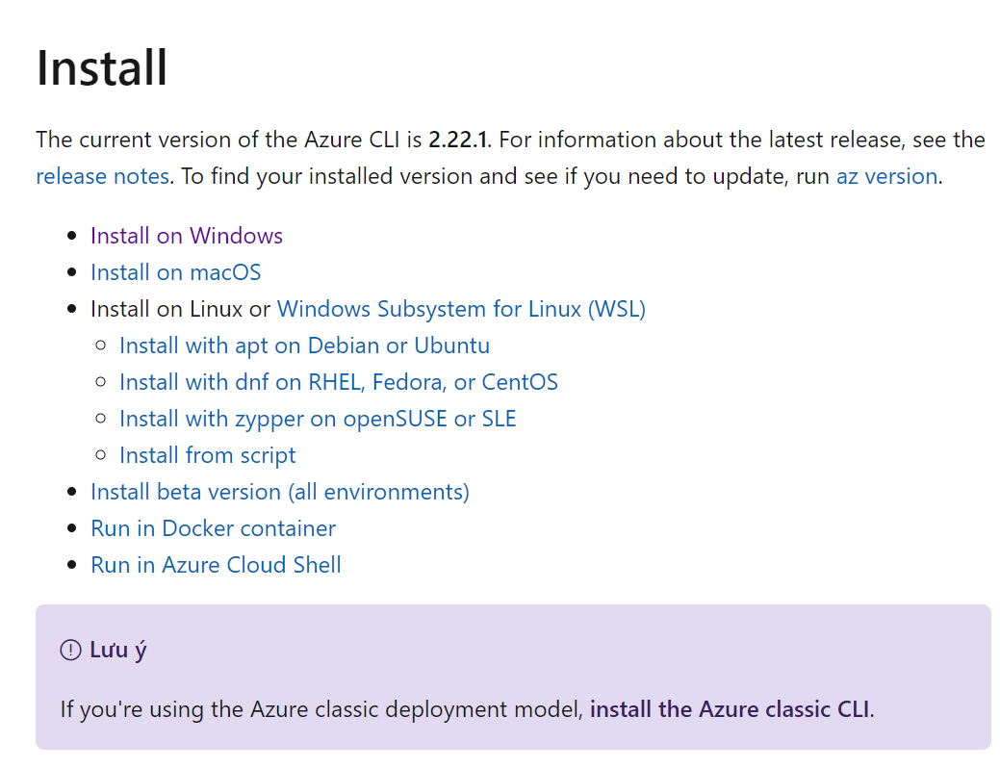 Install
The current version of the Azure CLI is 2.22.1. For information about the latest release, see the
release notes. To find your installed version and see if you need to update, run az version.
Install on Windows
Install on macOS
Install on Linux or Windows Subsystem for Linux (WSL)
Install with apt on Debian or Ubuntu
Install with dnf on RHEL, Fedora, or CentOS
Install with zypper on openSUSE or SLE
Install from script
Install beta version (all environments)
Run in Docker container
Run in Azure Cloud Shell
Lưu ý
If you're using the Azure classic deployment model, install the Azure classic CLI.